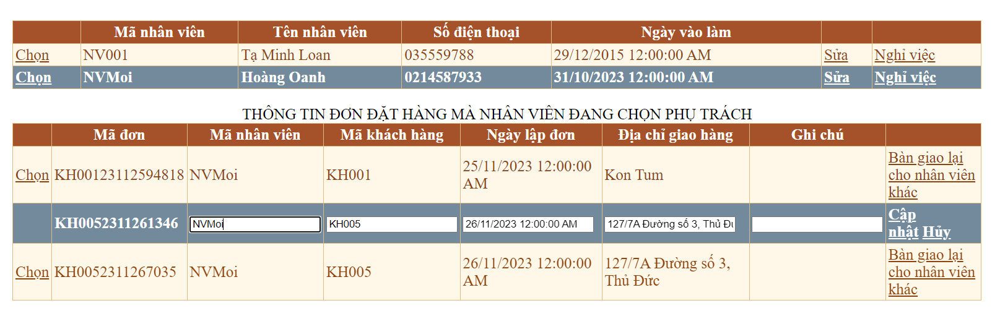 Mã nhân viên Tên nhân viên Số điện thoại Ngày vào làm
Chọn NV001 Tạ Minh Loan 035559788 29/12/2015 12:00:00 AM Sửa Nghỉ việc
Chọn NVMoi Hoàng Oanh 0214587933 31/10/2023 12:00:00 AM Sửa Nghỉ việc
THÔNG TIN ĐƠN ĐẶT HÀNG MÀ NHÂN VIÊN ĐANG CHỌN PHỤ TRÁCH
Mã đơn Mã nhân viên Mã khách hàng Ngày lập đơn Địa chỉ giao hàng Ghi chú
Chọn KH00123112594818 NVMoi KH001 25/11/2023 12:00:00 AM Kon Tum Bàn giao lại cho nhân viên khác
KH0052311261346 NVMoi KH005 26/11/2023 12:00:00 AM 127/7A Đường số 3, Thủ Đứ Cập nhật Hủy
Chọn KH0052311267035 NVMoi KH005 26/11/2023 12:00:00 AM 127/7A Đường số 3, Thủ Đức Bàn giao lại cho nhân viên khác